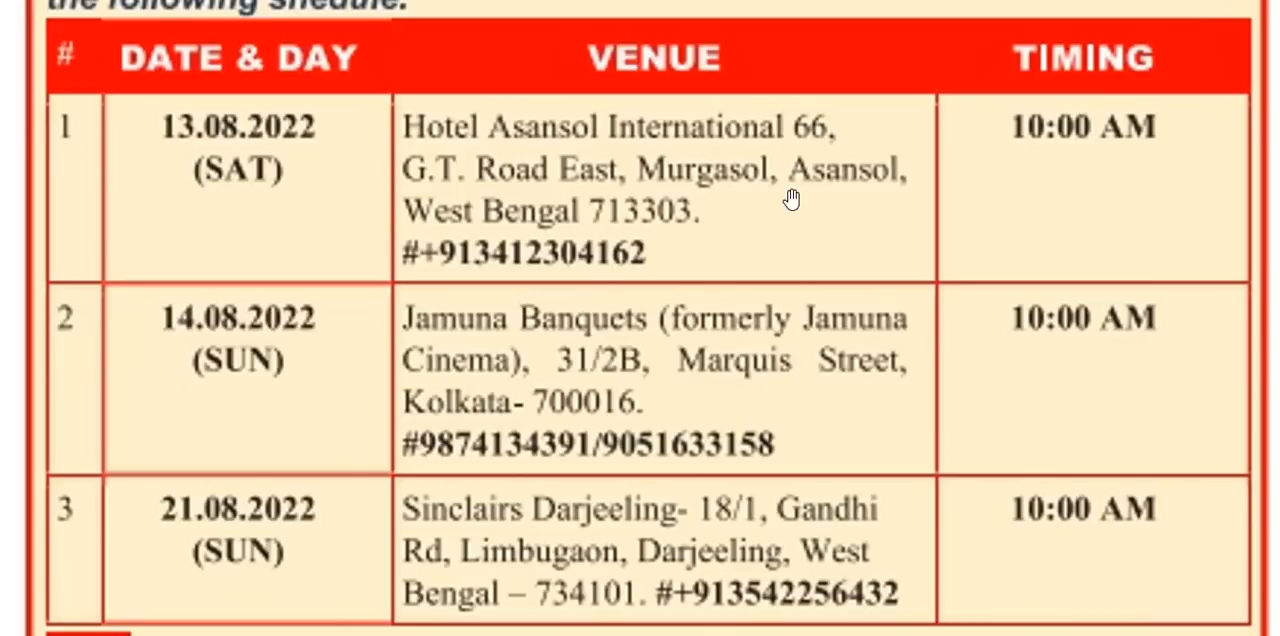 the following shedule.
# DATE & DAY VENUE TIMING
1 13.08.2022 (SAT) Hotel Asansol International 66, 10:00 AM
G.T. Road East, Murgasol, Asansol,
West Bengal 713303.
#+913412304162
2 14.08.2022 (SUN) Jamuna Banquets (formerly Jamuna 10:00 AM
Cinema), 31/2B, Marquis Street,
Kolkata- 700016.
#9874134391/9051633158
3 21.08.2022 (SUN) Sinclairs Darjeeling- 18/1, Gandhi 10:00 AM
Rd, Limbugaon, Darjeeling, West
Bengal – 734101. #+913542256432